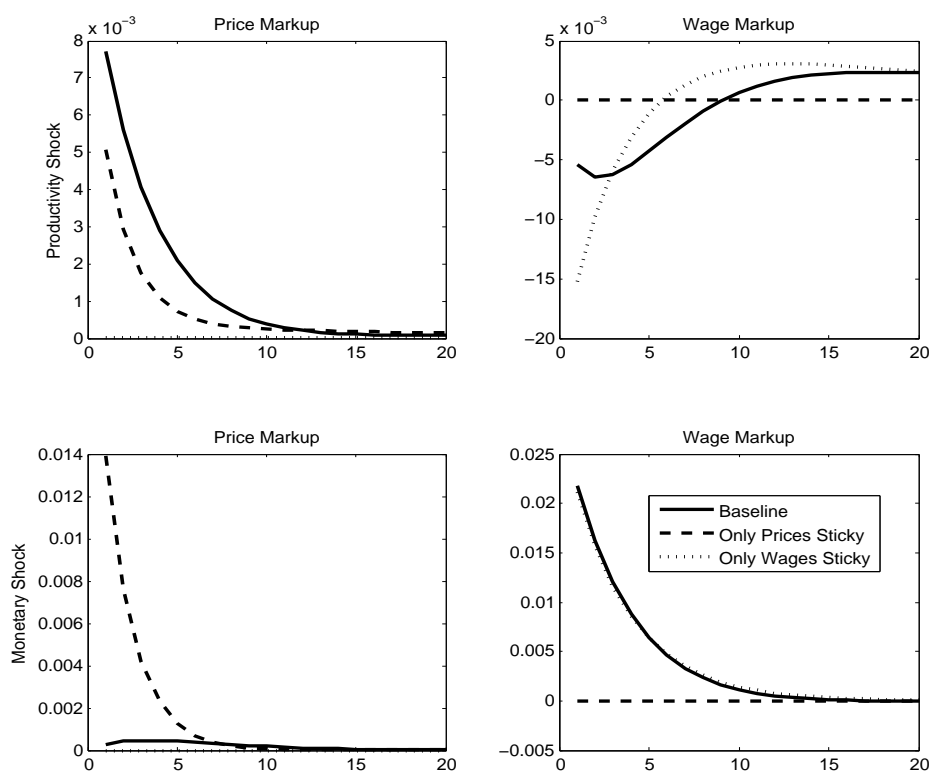 Price Markup
x 10−3
8
7
6
5
4
3
2
1
0
0 5 10 15 20
Productivity Shock
Wage Markup
x 10−3
5
0
−5
−10
−15
−20
0 5 10 15 20
Price Markup
0.014
0.012
0.01
0.008
0.006
0.004
0.002
0
0 5 10 15 20
Monetary Shock
Wage Markup
0.025
0.02
0.015
0.01
0.005
0
−0.005
0 5 10 15 20
Baseline
Only Prices Sticky
Only Wages Sticky